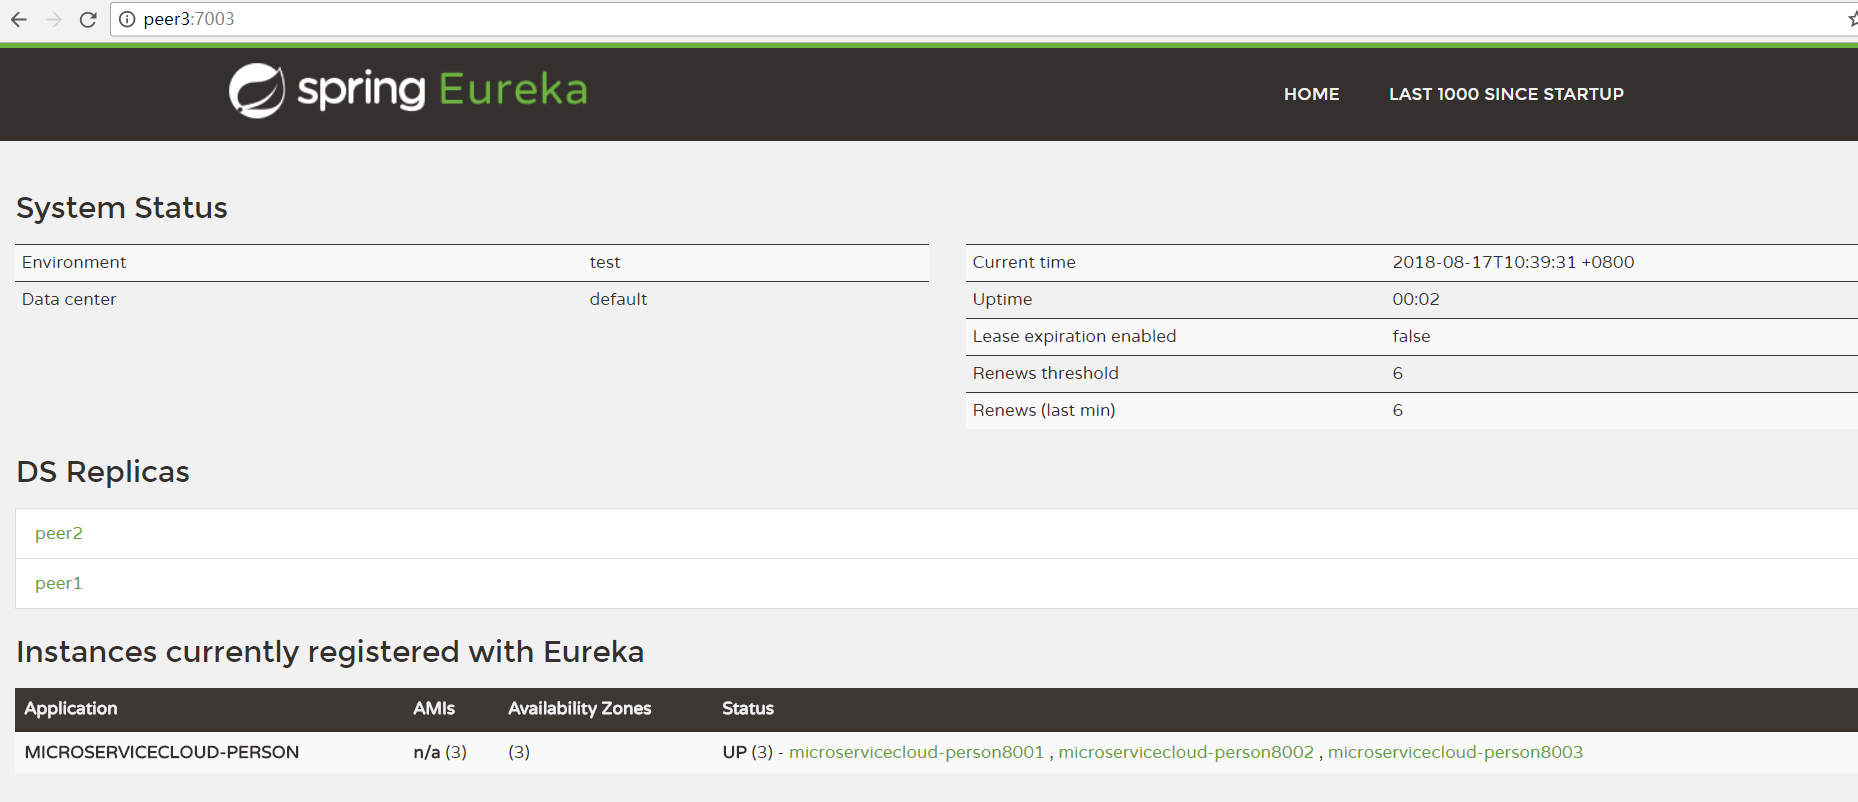 peer3:7003
spring Eureka
HOME LAST 1000 SINCE STARTUP
System Status
Environment test
Data center default
Current time 2018-08-17T10:39:31 +0800
Uptime 00:02
Lease expiration enabled false
Renews threshold 6
Renews (last min) 6
DS Replicas
peer2
peer1
Instances currently registered with Eureka
Application AMIs Availability Zones Status
MICROSERVICECLOUD-PERSON n/a (3) (3) UP (3) - microservicecloud-person8001 , microservicecloud-person8002 , microservicecloud-person8003